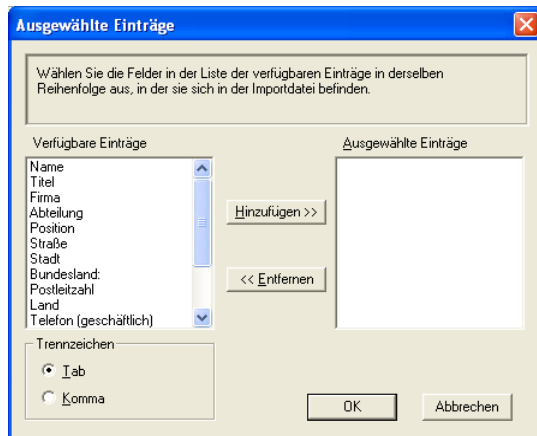 Ausgewählte Einträge
Wählen Sie die Felder in der Liste der verfügbaren Einträge in derselben
Reihenfolge aus, in der sie sich in der Importdatei befinden.
Verfügbare Einträge
Ausgewählte Einträge
Name
Titel
Firma
Abteilung
Position
Straße
Stadt
Bundesland:
Postleitzahl
Land
Telefon (geschäftlich)
Hinzufügen >>
<< Entfernen
Trennzeichen
Tab
Komma
OK
Abbrechen